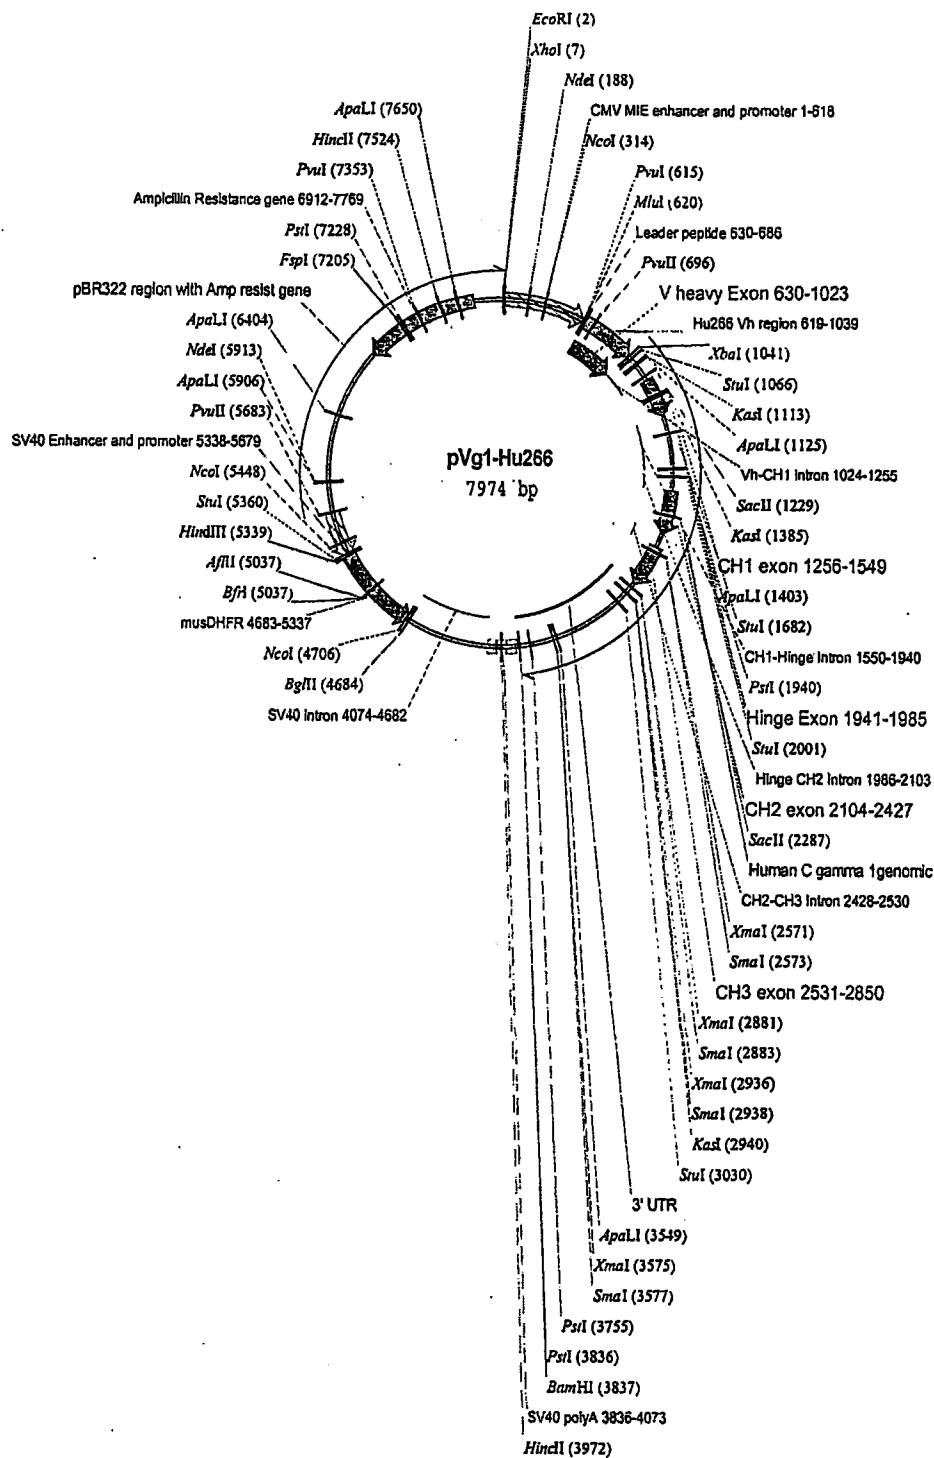 EcoRI (2)
XhoI (7)
NdeI (188)
CMV MIE enhancer and promoter 1-618
NcoI (314)
PvuI (615)
MluI (620)
Leader peptide 630-686
PvuII (696)
V heavy Exon 630-1023
Hu266 Vh region 619-1039
XbaI (1041)
StuI (1066)
KasI (1113)
ApaLI (1125)
Vh-CH1 intron 1024-1255
SacII (1229)
KasI (1385)
CH1 exon 1256-1549
ApaLI (1403)
StuI (1682)
CH1-Hinge Intron 1550-1940
PstI (1940)
Hinge Exon 1941-1985
StuI (2001)
Hinge CH2 Intron 1986-2103
CH2 exon 2104-2427
SacII (2287)
Human C gamma 1genomic
CH2-CH3 Intron 2428-2530
XmaI (2571)
SmaI (2573)
CH3 exon 2531-2850
XmaI (2881)
SmaI (2883)
XmaI (2936)
SmaI (2938)
KasI (2940)
StuI (3030)
3' UTR
ApaLI (3549)
XmaI (3575)
SmaI (3577)
PstI (3755)
PstI (3836)
BamHI (3837)
SV40 polyA 3836-4073
HincII (3972)
SV40 intron 4074-4682
BglII (4684)
NcoI (4706)
musDHFR 4683-5337
BfrI (5037)
AflII (5037)
HindIII (5339)
StuI (5360)
NcoI (5448)
SV40 Enhancer and promoter 5338-5679
PvuII (5683)
ApaLI (5906)
NdeI (5913)
ApaLI (6404)
pBR322 region with Amp resist gene
FspI (7205)
PstI (7228)
Ampicillin Resistance gene 6912-7769
PvuI (7353)
HincII (7524)
ApaLI (7650)
pVg1-Hu266
7974 bp